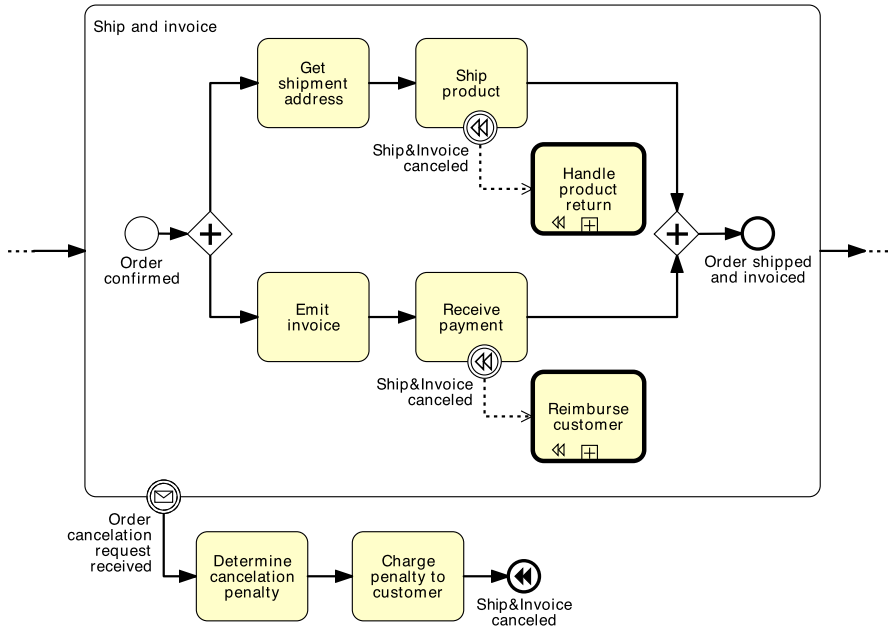 Ship and invoice
Get
shipment
address
Ship
product
Ship&Invoice
canceled
Handle
product
return
Order
confirmed
Order shipped
and invoiced
Emit
invoice
Receive
payment
Ship&Invoice
canceled
Reimburse
customer
Order
cancelation
request
received
Determine
cancelation
penalty
Charge
penalty to
customer
Ship&Invoice
canceled